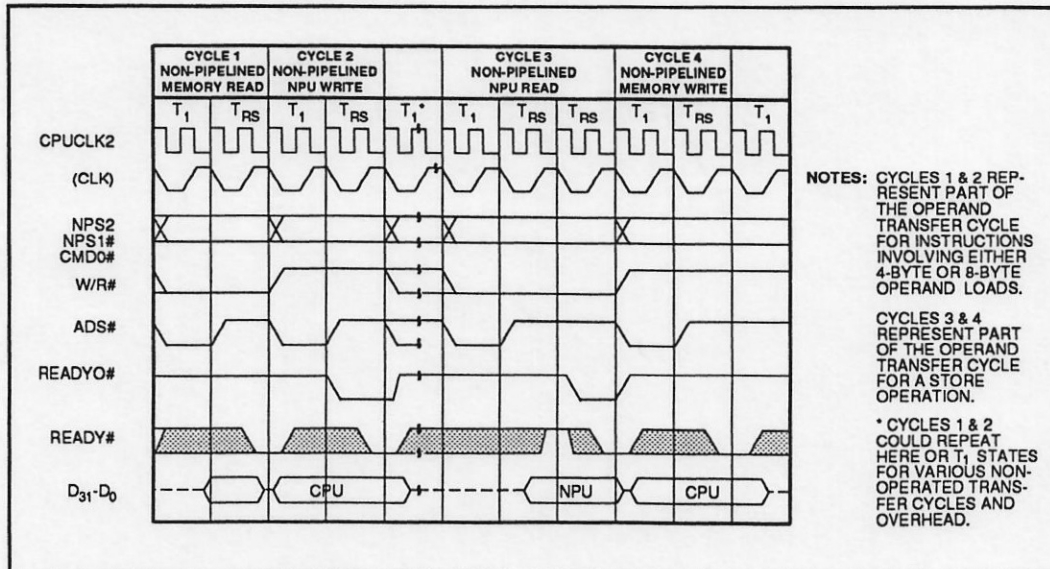 CYCLE 1
NON-PIPELINED
MEMORY READ
CYCLE 2
NON-PIPELINED
NPU WRITE
CYCLE 3
NON-PIPELINED
NPU READ
CYCLE 4
NON-PIPELINED
MEMORY WRITE
T1 TRS T1 TRS T1* T1 TRS TRS T1 TRS T1
CPUCLK2
(CLK)
NPS2
NPS1#
CMD0#
W/R#
ADS#
READYO#
READY#
D31-D0
CPU NPU CPU
NOTES: CYCLES 1 & 2 REP-
RESENT PART OF
THE OPERAND
TRANSFER CYCLE
FOR INSTRUCTIONS
INVOLVING EITHER
4-BYTE OR 8-BYTE
OPERAND LOADS.
CYCLES 3 & 4
REPRESENT PART
OF THE OPERAND
TRANSFER CYCLE
FOR A STORE
OPERATION.
* CYCLES 1 & 2
COULD REPEAT
HERE OR T1 STATES
FOR VARIOUS NON-
OPERATED TRANS-
FER CYCLES AND
OVERHEAD.